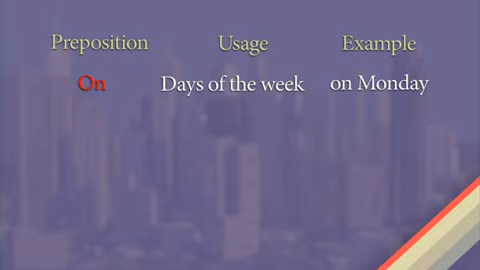 Preposition Usage Example
On Days of the week on Monday